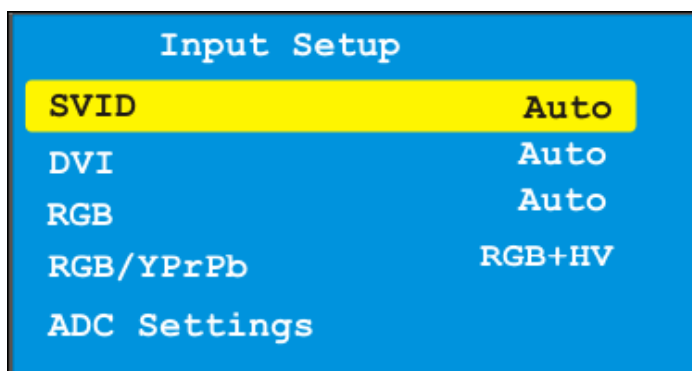 Input Setup
SVID Auto
DVI Auto
RGB Auto
RGB/YPrPb RGB+HV
ADC Settings